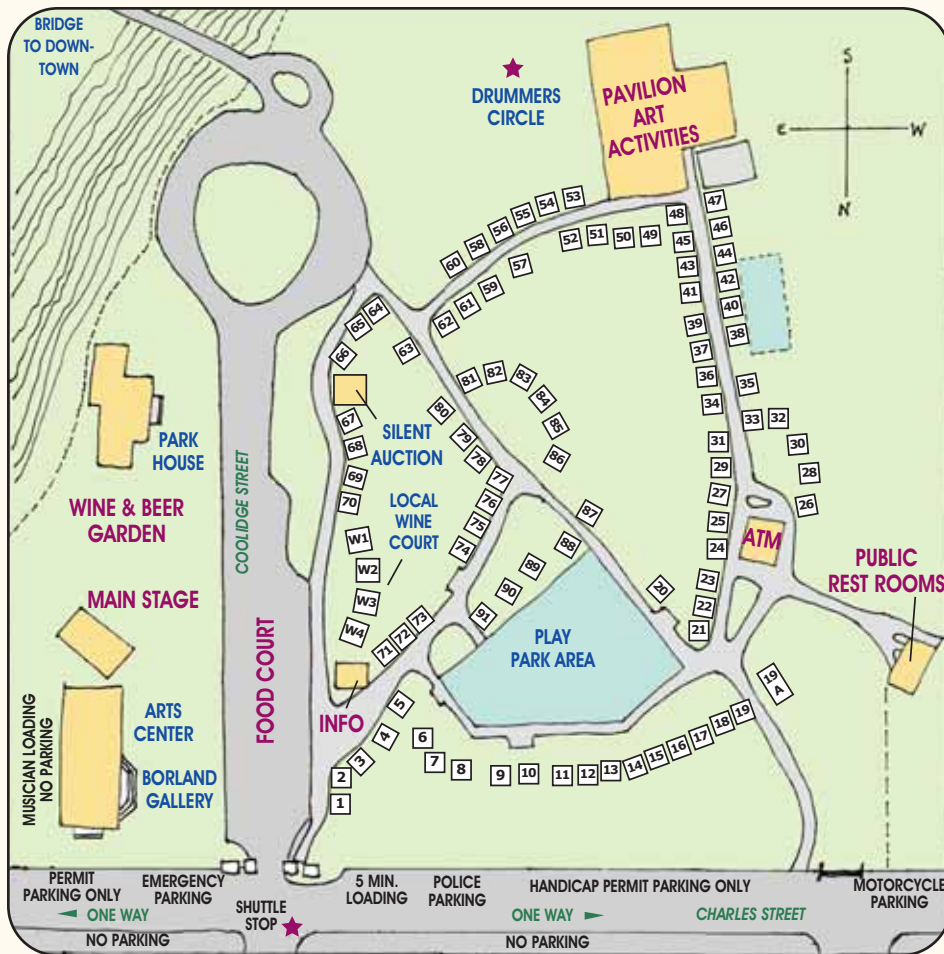 BRIDGE
TO DOWN-
TOWN
DRUMMERS
CIRCLE
PAVILION
ART
ACTIVITIES
S
E
W
N
53
54
55
56
58
60
47
48
46
45
44
43
42
41
40
39
38
37
36
35
34
33
32
31
30
29
28
27
26
25
24
23
22
21
20
52
51
50
49
57
59
61
62
63
64
65
66
SILENT
AUCTION
67
68
69
70
81
82
83
84
85
86
80
79
78
77
76
75
74
87
88
89
90
91
PARK
HOUSE
WINE & BEER
GARDEN
COOLIDGE STREET
LOCAL
WINE
COURT
W1
W2
W3
W4
ATM
PUBLIC
REST ROOMS
MAIN STAGE
FOOD COURT
73
72
71
INFO
PLAY
PARK AREA
MUSICIAN LOADING
NO PARKING
ARTS
CENTER
BORLAND
GALLERY
1
2
3
4
5
6
7
8
9
10
11
12
13
14
15
16
17
18
19
19
A
PERMIT
PARKING ONLY
EMERGENCY
PARKING
5 MIN.
LOADING
POLICE
PARKING
HANDICAP PERMIT PARKING ONLY
MOTORCYCLE
PARKING
ONE WAY
SHUTTLE
STOP
ONE WAY
CHARLES STREET
NO PARKING
NO PARKING